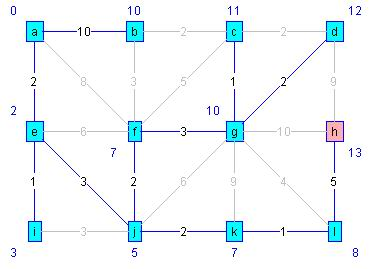 0 10 11 12
a 10 b 2 c 2 d
2 8 3 5 1 2 9
2 10
e 6 f 3 g 10 h
7 13
1 3 2 6 9 4 5
i 3 j 2 k 1 l
3 5 7 8